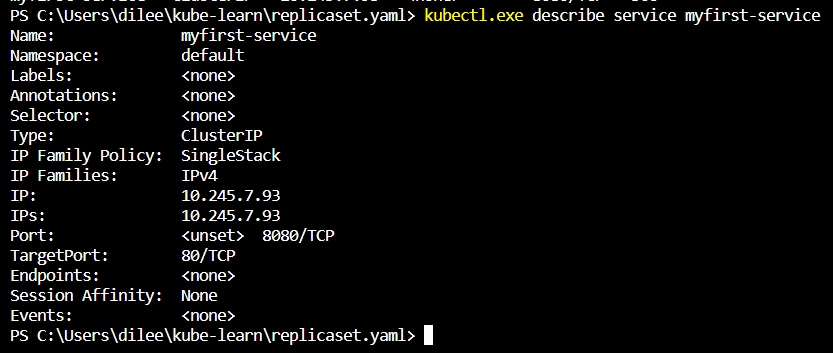 PS C:\Users\dilee\kube-learn\replicaset.yaml> kubectl.exe describe service myfirst-service
Name:              myfirst-service
Namespace:         default
Labels:            <none>
Annotations:       <none>
Selector:          <none>
Type:              ClusterIP
IP Family Policy:  SingleStack
IP Families:       IPv4
IP:                10.245.7.93
IPs:               10.245.7.93
Port:              <unset>  8080/TCP
TargetPort:        80/TCP
Endpoints:         <none>
Session Affinity:  None
Events:            <none>
PS C:\Users\dilee\kube-learn\replicaset.yaml>